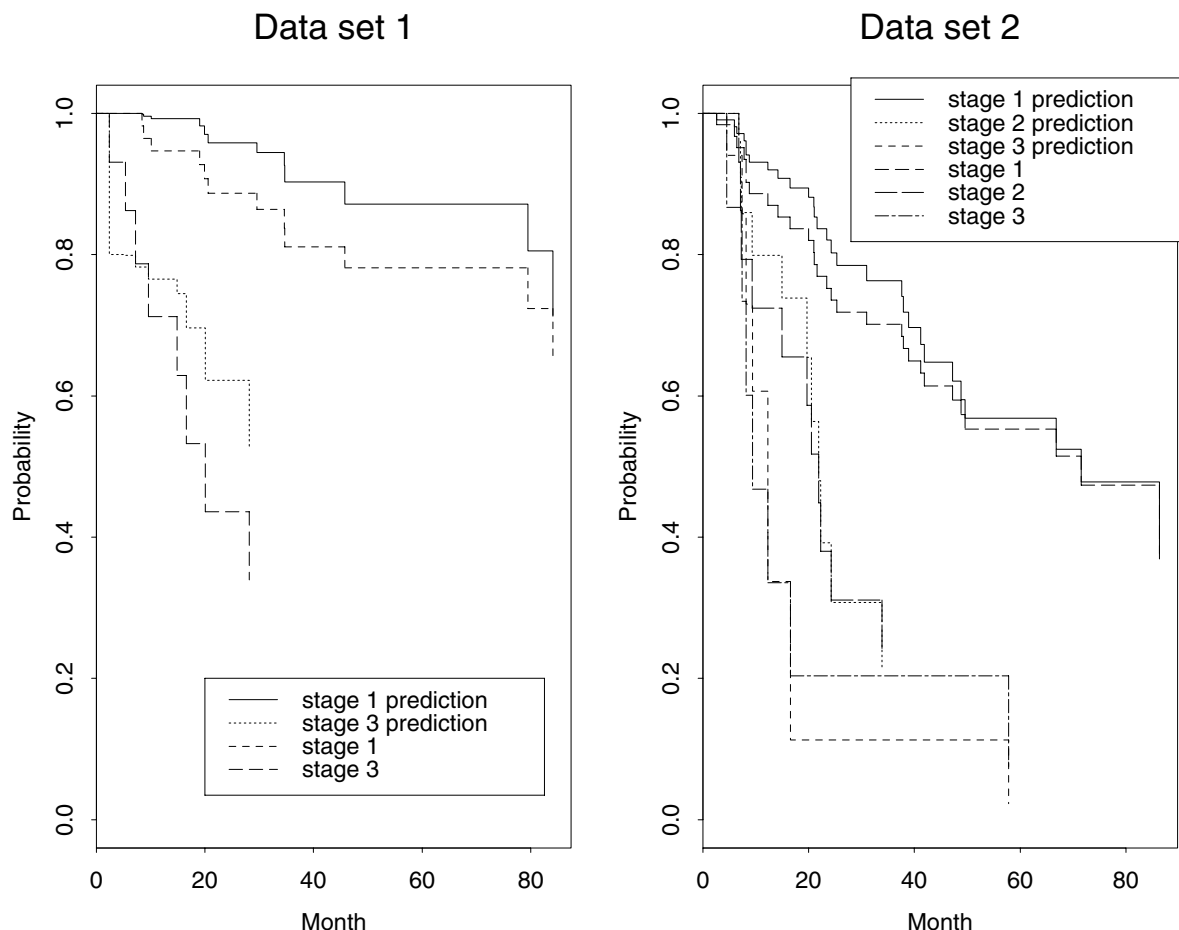 Data set 1
Probability
1.0
0.8
0.6
0.4
0.2
0.0
stage 1 prediction
stage 3 prediction
stage 1
stage 3
0 20 40 60 80
Month
Data set 2
Probability
1.0
0.8
0.6
0.4
0.2
0.0
stage 1 prediction
stage 2 prediction
stage 3 prediction
stage 1
stage 2
stage 3
0 20 40 60 80
Month